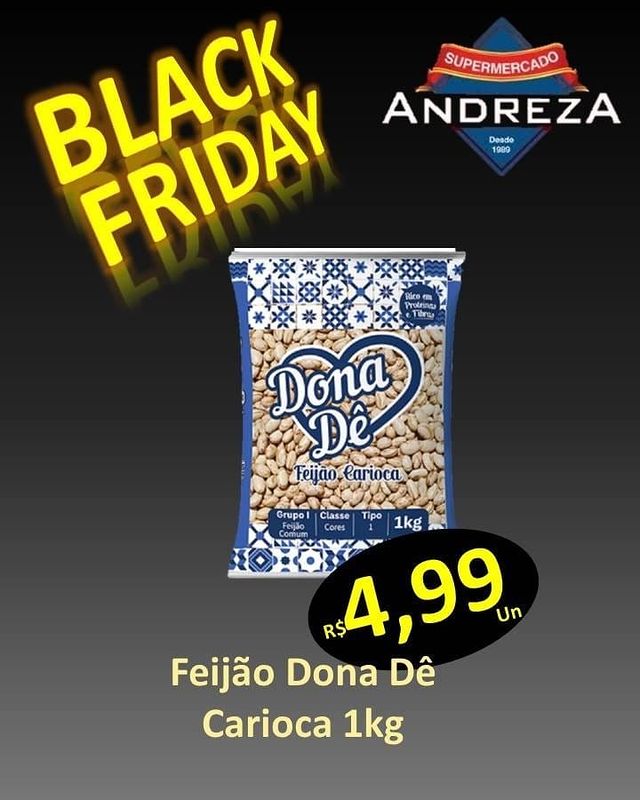 BLACK
FRIDAY
SUPERMERCADO
ANDREZA
Desde
1989
Rico em
Proteínas
e Fibras
Dona
Dê
Feijão Carioca
Grupo I
Feijão
Comum
Classe
Cores
Tipo
1
1kg
R$4,99
Un
Feijão Dona Dê
Carioca 1kg